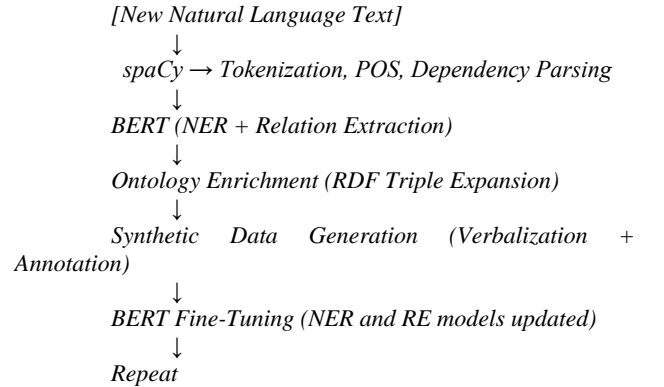 [New Natural Language Text]
↓
spaCy → Tokenization, POS, Dependency Parsing
↓
BERT (NER + Relation Extraction)
↓
Ontology Enrichment (RDF Triple Expansion)
↓
Synthetic Data Generation (Verbalization +
Annotation)
↓
BERT Fine-Tuning (NER and RE models updated)
↓
Repeat